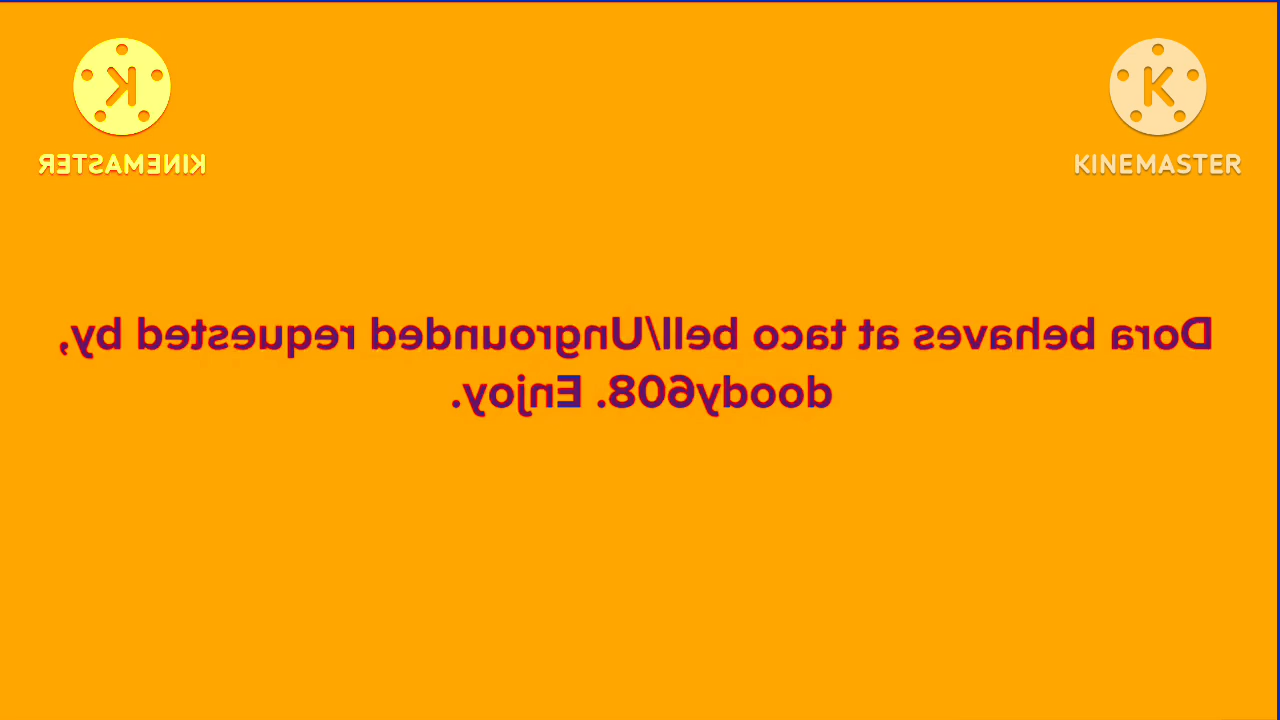 KINEMASTER
KINEMASTER
Dora behaves at taco bell/Ungrounded requested by,
doody608. Enjoy.